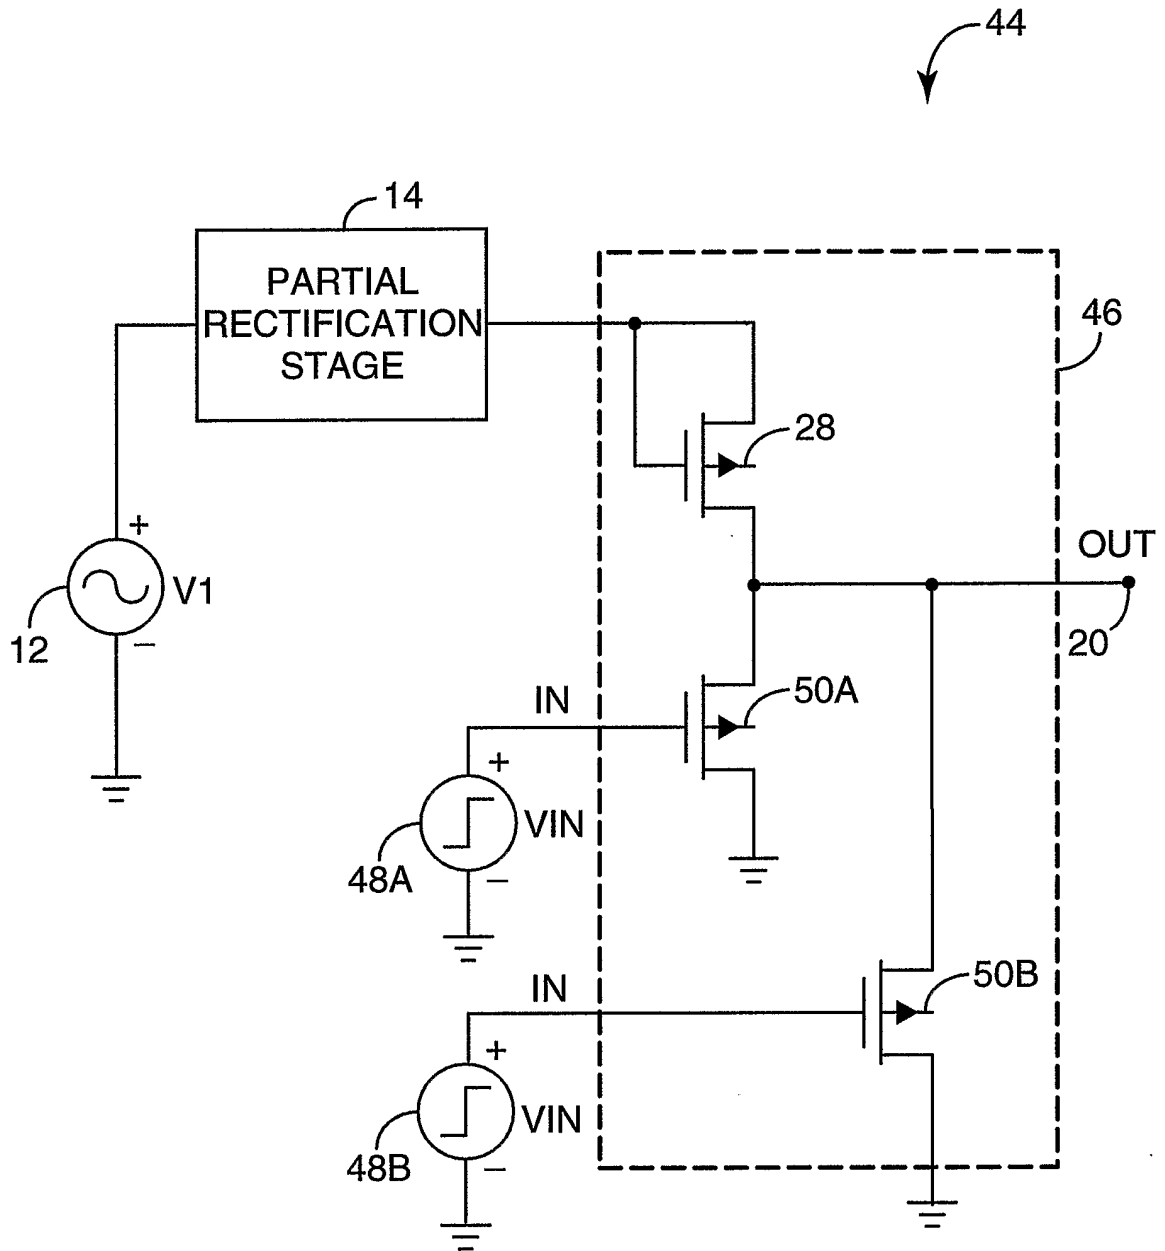 44
14
PARTIAL
RECTIFICATION
STAGE
46
28
+
OUT
V1
12
−
20
IN
50A
+
VIN
48A
−
IN
50B
+
VIN
48B
−